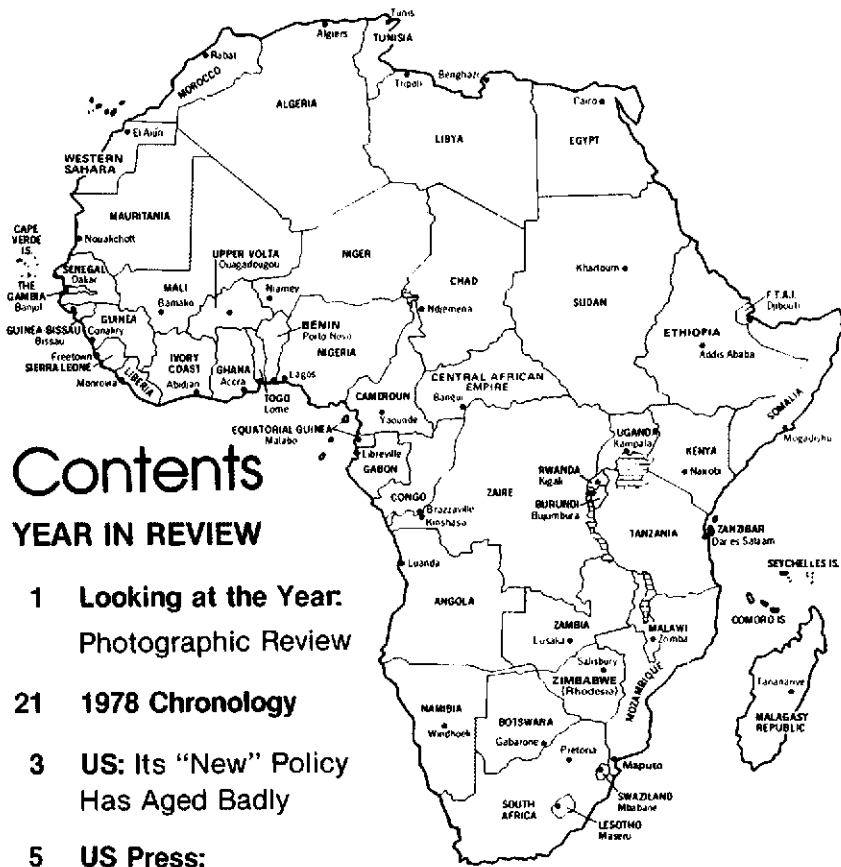 Tunis
Algiers
TUNISIA
Rabat
MOROCCO
Tripoli
Benghazi
Cairo
El Aiún
ALGERIA
LIBYA
EGYPT
WESTERN
SAHARA
MAURITANIA
Nouakchott
CAPE
VERDE
IS.
UPPER VOLTA
Ouagadougou
NIGER
Niamey
CHAD
Ndjemena
Khartoum
SUDAN
F.T.A.I.
Djibouti
SENEGAL
Dakar
THE
GAMBIA
Banjul
MALI
Bamako
GUINEA
Conakry
GUINEA-BISSAU
Bissau
Freetown
SIERRA LEONE
Monrovia
LIBERIA
IVORY
COAST
Abidjan
GHANA
Accra
TOGO
Lome
BENIN
Porto Novo
NIGERIA
Lagos
ETHIOPIA
Addis Ababa
SOMALIA
Mogadishu
CENTRAL AFRICAN
EMPIRE
Bangui
CAMEROUN
Yaounde
EQUATORIAL GUINEA
Malabo
Libreville
GABON
CONGO
Brazzaville
Kinshasa
ZAIRE
UGANDA
Kampala
KENYA
Nairobi
RWANDA
Kigali
BURUNDI
Bujumbura
TANZANIA
ZANZIBAR
Dar es Salaam
SEYCHELLES IS.
COMORO IS
Luanda
ANGOLA
ZAMBIA
Lusaka
MALAWI
Zomba
Salisbury
ZIMBABWE
(Rhodesia)
MOZAMBIQUE
Tananarive
MALAGASY
REPUBLIC
NAMIBIA
Windhoek
BOTSWANA
Gabarone
Pretoria
Maputo
SWAZILAND
Mbabane
SOUTH
AFRICA
LESOTHO
Maseru
Contents
YEAR IN REVIEW
1 Looking at the Year:
Photographic Review
21 1978 Chronology
3 US: Its "New" Policy
Has Aged Badly
5 US Press: